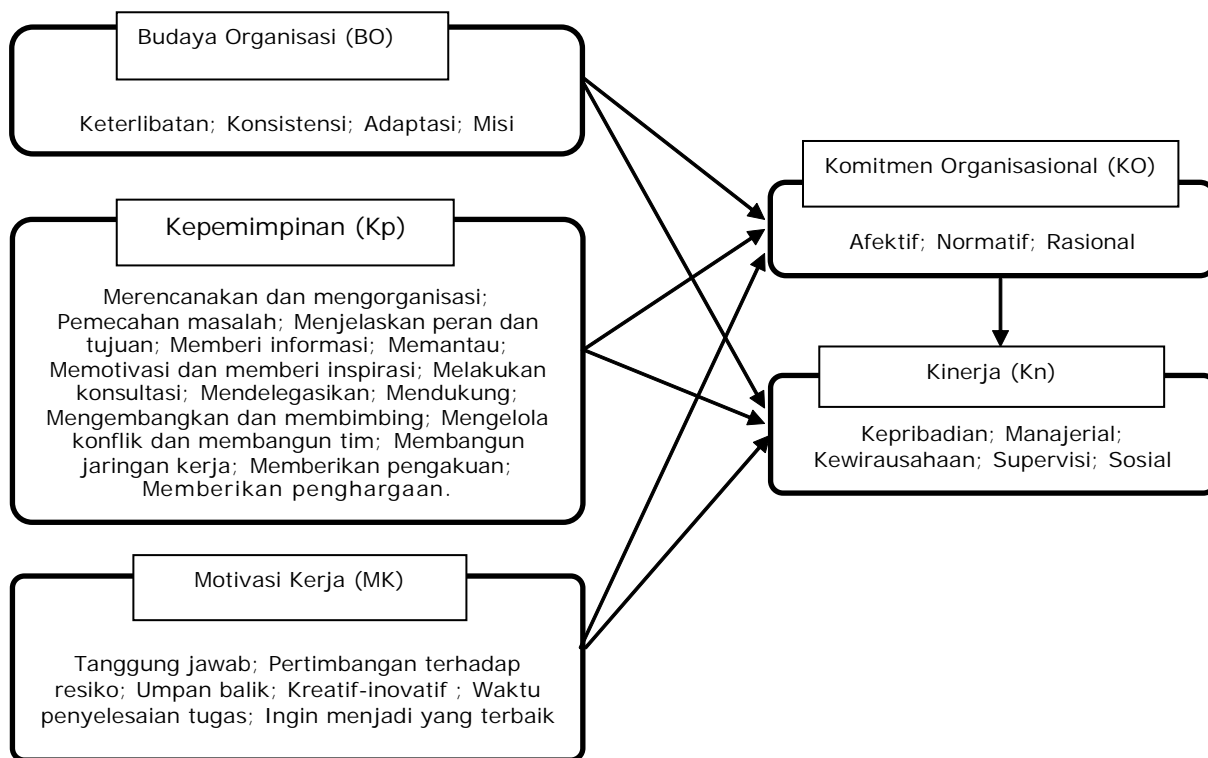 Budaya Organisasi (BO)
Keterlibatan; Konsistensi; Adaptasi; Misi
Kepemimpinan (Kp)
Merencanakan dan mengorganisasi;
Pemecahan masalah; Menjelaskan peran dan
tujuan; Memberi informasi; Memantau;
Memotivasi dan memberi inspirasi; Melakukan
konsultasi; Mendelegasikan; Mendukung;
Mengembangkan dan membimbing; Mengelola
konflik dan membangun tim; Membangun
jaringan kerja; Memberikan pengakuan;
Memberikan penghargaan.
Motivasi Kerja (MK)
Tanggung jawab; Pertimbangan terhadap
resiko; Umpan balik; Kreatif-inovatif ; Waktu
penyelesaian tugas; Ingin menjadi yang terbaik
Komitmen Organisasional (KO)
Afektif; Normatif; Rasional
Kinerja (Kn)
Kepribadian; Manajerial;
Kewirausahaan; Supervisi; Sosial